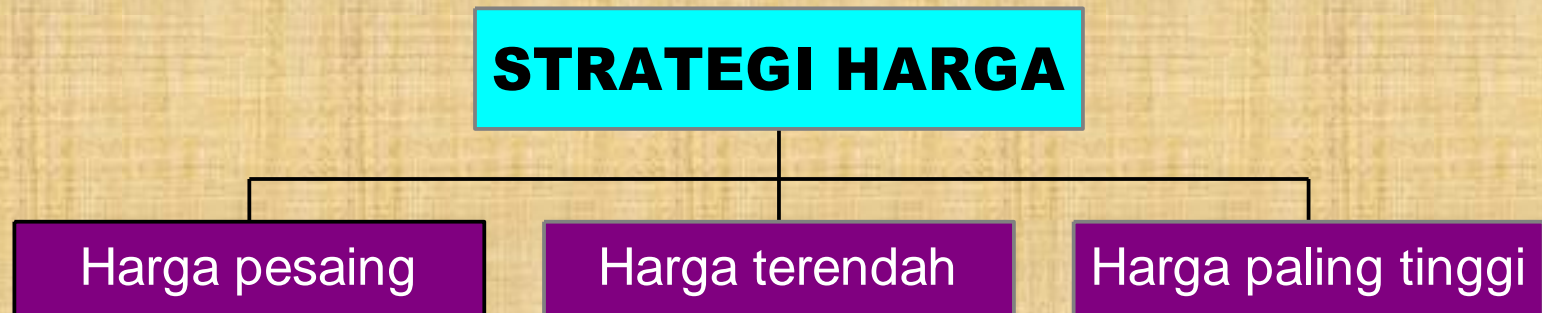 STRATEGI HARGA
Harga pesaing
Harga terendah
Harga paling tinggi